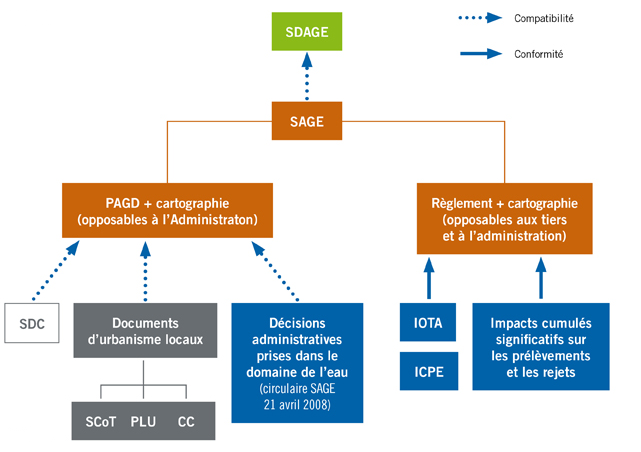 SDAGE
Compatibilité
Conformité
SAGE
PAGD + cartographie
(opposables à l'Administraton)
Règlement + cartographie
(opposables aux tiers
et à l'administration)
SDC
Documents
d'urbanisme locaux
Décisions
administratives
prises dans le
domaine de l'eau
(circulaire SAGE
21 avril 2008)
IOTA
ICPE
Impacts cumulés
significatifs sur
les prélèvements
et les rejets
SCoT PLU CC